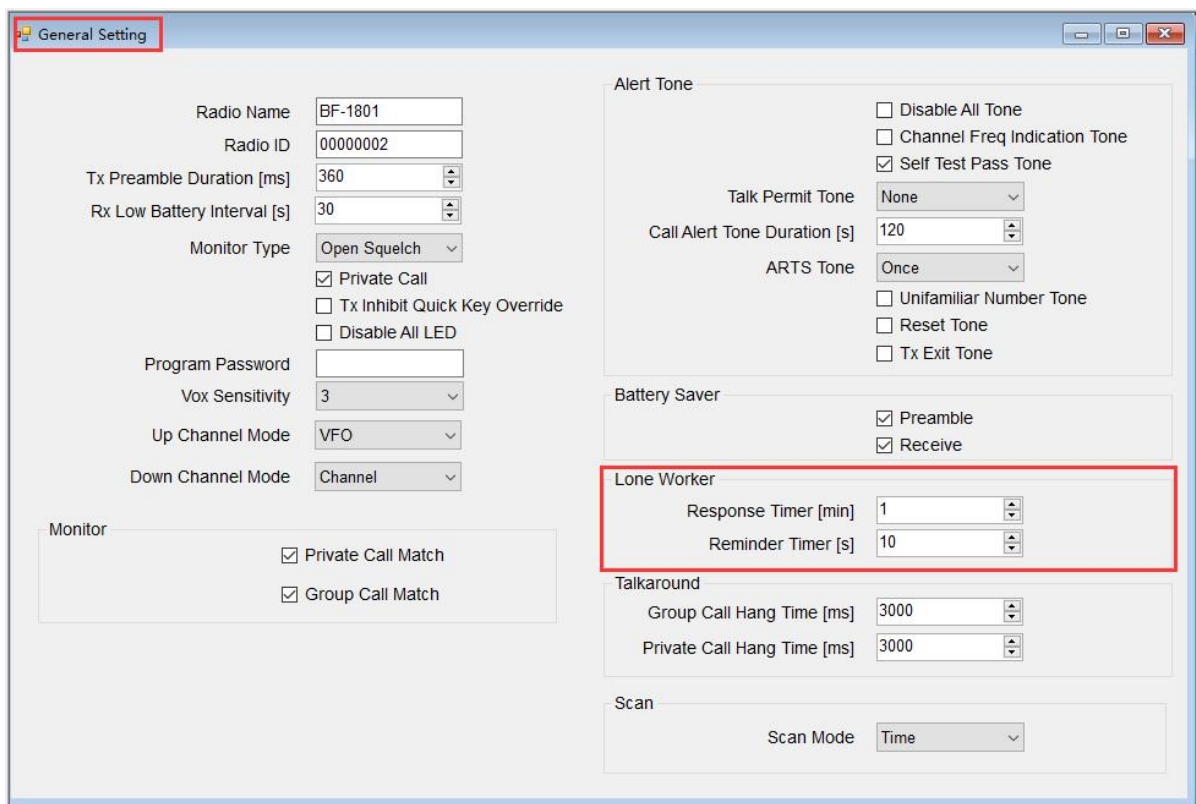 General Setting
Radio Name BF-1801
Radio ID 00000002
Tx Preamble Duration [ms] 360
Rx Low Battery Interval [s] 30
Monitor Type Open Squelch
Private Call
Tx Inhibit Quick Key Override
Disable All LED
Program Password
Vox Sensitivity 3
Up Channel Mode VFO
Down Channel Mode Channel
Monitor
Private Call Match
Group Call Match
Alert Tone
Disable All Tone
Channel Freq Indication Tone
Self Test Pass Tone
Talk Permit Tone None
Call Alert Tone Duration [s] 120
ARTS Tone Once
Unifamiliar Number Tone
Reset Tone
Tx Exit Tone
Battery Saver
Preamble
Receive
Lone Worker
Response Timer [min] 1
Reminder Timer [s] 10
Talkaround
Group Call Hang Time [ms] 3000
Private Call Hang Time [ms] 3000
Scan
Scan Mode Time